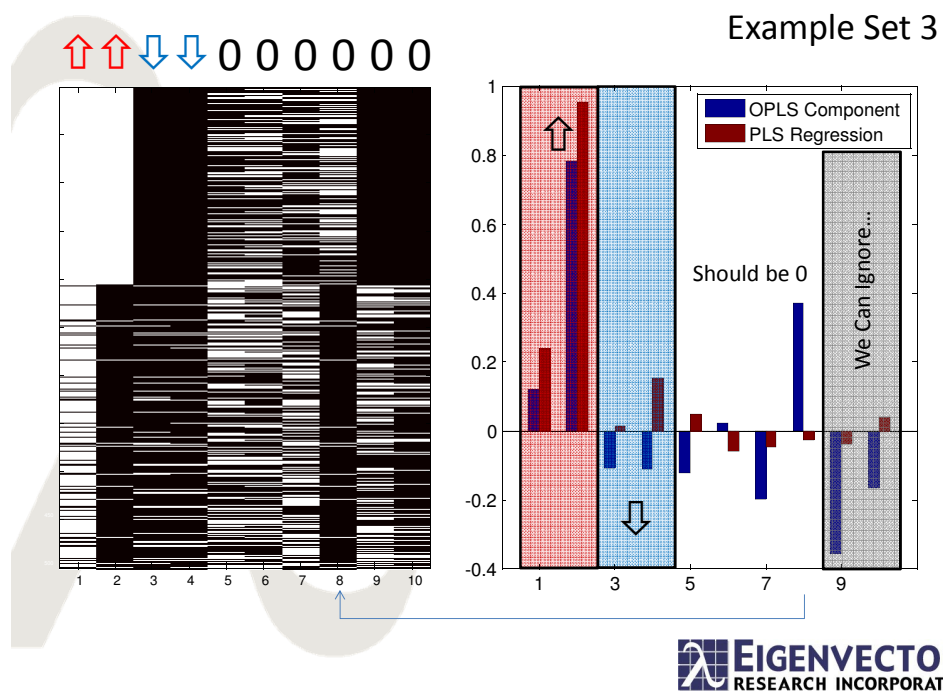 Example Set 3
0 0 0 0 0 0
1 2 3 4 5 6 7 8 9 10
1
0.8
0.6
0.4
0.2
0
-0.2
-0.4
OPLS Component
PLS Regression
Should be 0
We Can Ignore...
1 3 5 7 9
EIGENVECTO
RESEARCH INCORPORAT